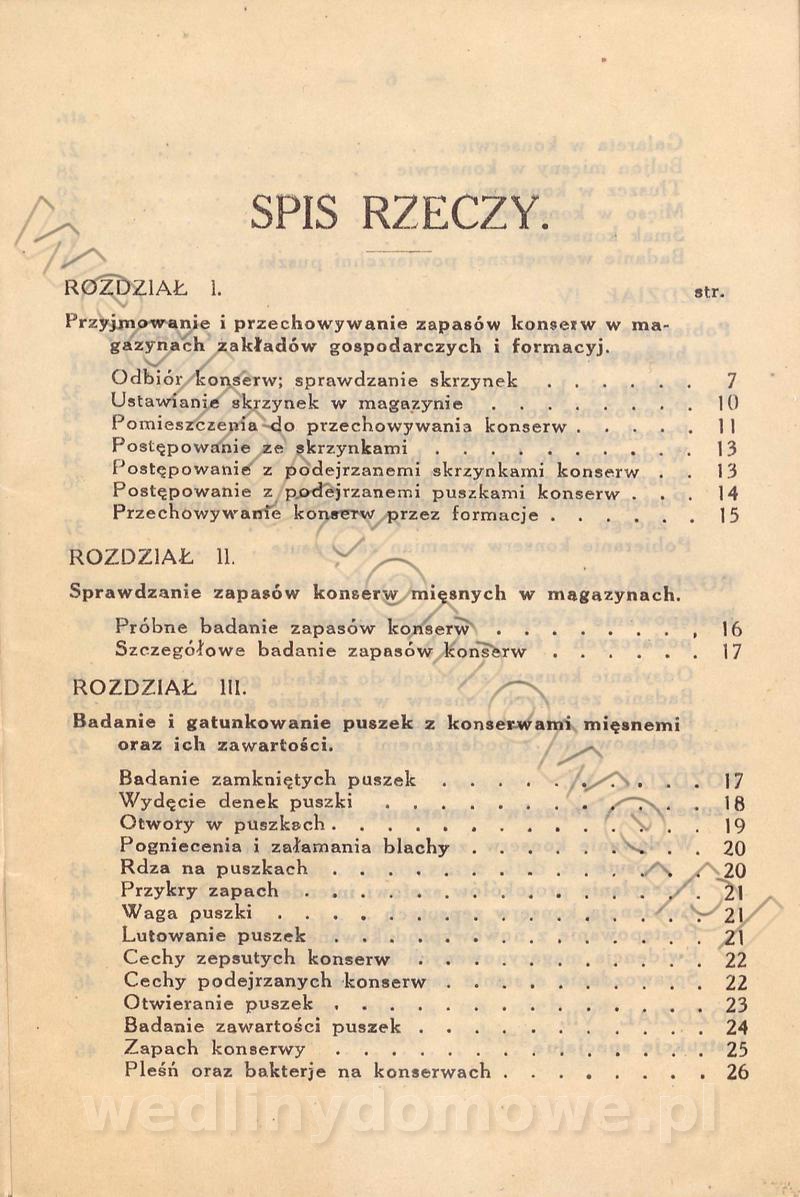 SPIS RZECZY.
ROZDZIAŁ I.
str.
Przyjmowanie i przechowywanie zapasów konserw w ma-
gazynach zakładów gospodarczych i formacyj.
Odbiór konserw; sprawdzanie skrzynek . . . . . . 7
Ustawianie skrzynek w magazynie . . . . . . . . 10
Pomieszczenia do przechowywania konserw . . . . . 11
Postępowanie ze skrzynkami . . . . . . . . . . 13
Postępowanie z podejrzanemi skrzynkami konserw . . 13
Postępowanie z podejrzanemi puszkami konserw . . . 14
Przechowywanie konserw przez formacje . . . . . . 15
ROZDZIAŁ II.
Sprawdzanie zapasów konserw mięsnych w magazynach.
Próbne badanie zapasów konserw . . . . . . . , 16
Szczegółowe badanie zapasów konserw . . . . . . 17
ROZDZIAŁ III.
Badanie i gatunkowanie puszek z konserwami mięsnemi
oraz ich zawartości.
Badanie zamkniętych puszek . . . . . . . . . . . 17
Wydęcie denek puszki . . . . . . . . . . . . 18
Otwory w puszkach . . . . . . . . . . . . . . 19
Pogniecenia i załamania blachy . . . . . . . . . 20
Rdza na puszkach . . . . . . . . . . . . . . 20
Przykry zapach . . . . . . . . . . . . . . . 21
Waga puszki . . . . . . . . . . . . . . . . 21
Lutowanie puszek . . . . . . . . . . . . . . 21
Cechy zepsutych konserw . . . . . . . . . . . 22
Cechy podejrzanych konserw . . . . . . . . . . 22
Otwieranie puszek . . . . . . . . . . . . . . 23
Badanie zawartości puszek . . . . . . . . . . . 24
Zapach konserwy . . . . . . . . . . . . . . 25
Pleśń oraz bakterje na konserwach . . . . . . . . 26
wedlinydomowe.pl